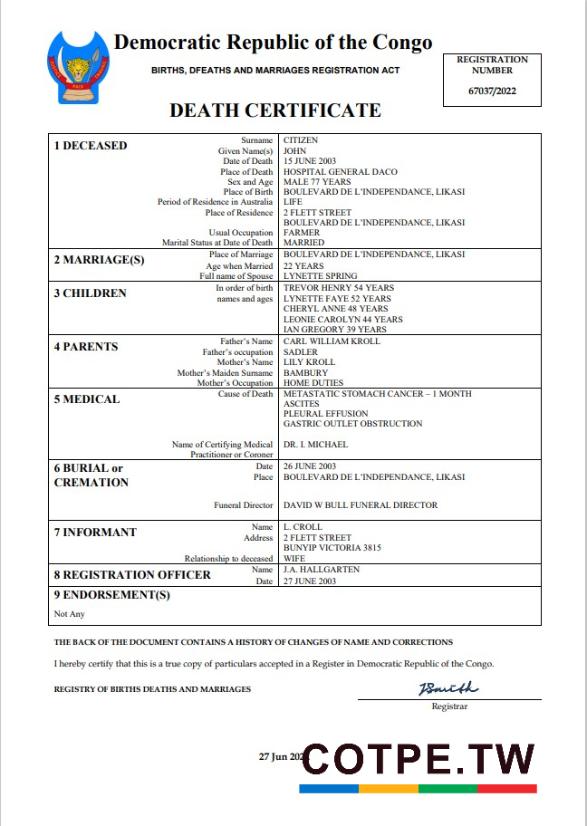 Democratic Republic of the Congo
BIRTHS, DFEATHS AND MARRIAGES REGISTRATION ACT
REGISTRATION
NUMBER
67037/2022
DEATH CERTIFICATE
1 DECEASED
Surname CITIZEN
Given Name(s) JOHN
Date of Death 15 JUNE 2003
Place of Death HOSPITAL GENERAL DACO
Sex and Age MALE 77 YEARS
Place of Birth BOULEVARD DE L'INDEPENDANCE, LIKASI
Period of Residence in Australia LIFE
Place of Residence 2 FLETT STREET
BOULEVARD DE L'INDEPENDANCE, LIKASI
Usual Occupation FARMER
Marital Status at Date of Death MARRIED
2 MARRIAGE(S)
Place of Marriage BOULEVARD DE L'INDEPENDANCE, LIKASI
Age when Married 22 YEARS
Full name of Spouse LYNETTE SPRING
3 CHILDREN
In order of birth TREVOR HENRY 54 YEARS
names and ages LYNETTE FAYE 52 YEARS
CHERYL ANNE 48 YEARS
LEONIE CAROLYN 44 YEARS
IAN GREGORY 39 YEARS
4 PARENTS
Father's Name CARL WILLIAM KROLL
Father's occupation SADLER
Mother's Name LILY KROLL
Mother's Maiden Surname BAMBURY
Mother's Occupation HOME DUTIES
5 MEDICAL
Cause of Death METASTATIC STOMACH CANCER – 1 MONTH
ASCITES
PLEURAL EFFUSION
GASTRIC OUTLET OBSTRUCTION
Name of Certifying Medical DR. I. MICHAEL
Practitioner or Coroner
6 BURIAL or
CREMATION
Date 26 JUNE 2003
Place BOULEVARD DE L'INDEPENDANCE, LIKASI
Funeral Director DAVID W BULL FUNERAL DIRECTOR
7 INFORMANT
Name L. CROLL
Address 2 FLETT STREET
BUNYIP VICTORIA 3815
Relationship to deceased WIFE
8 REGISTRATION OFFICER
Name J.A. HALLGARTEN
Date 27 JUNE 2003
9 ENDORSEMENT(S)
Not Any
THE BACK OF THE DOCUMENT CONTAINS A HISTORY OF CHANGES OF NAME AND CORRECTIONS
I hereby certify that this is a true copy of particulars accepted in a Register in Democratic Republic of the Congo.
REGISTRY OF BIRTHS DEATHS AND MARRIAGES
Registrar
27 Jun
COTPE.TW